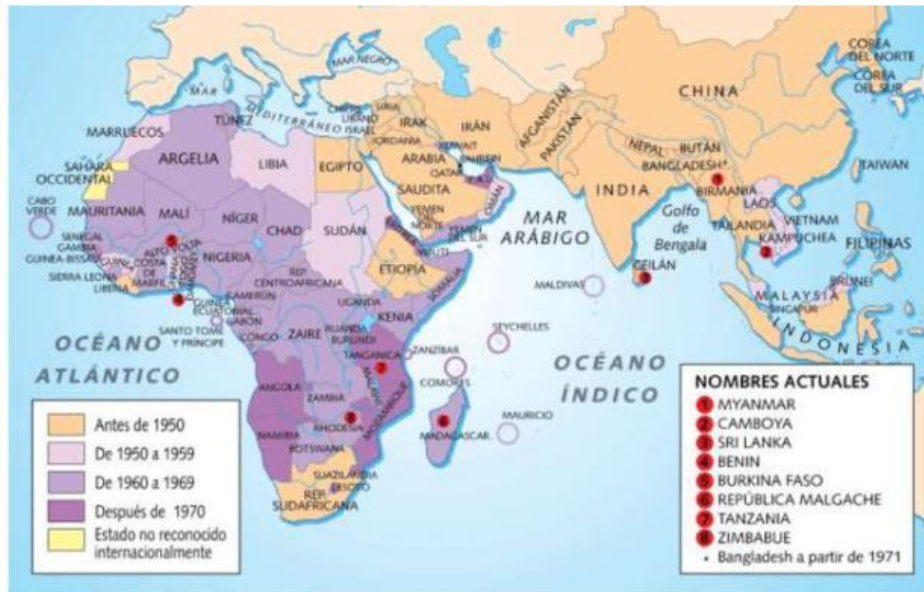 MAR NEGRO
MAR
MEDITERRÁNEO
COREA
DEL NORTE
COREA
DEL SUR
CHINA
TAIWAN
MARRUECOS
TÚNEZ
CHIPRE
LÍBANO
ISRAEL
SIRIA
IRAK
IRÁN
AFGANISTÁN
PAKISTÁN
JORDANIA
KUWAIT
BAHREIN
QATAR
E.A.U.
NEPAL
BUTÁN
BANGLADESH*
SAHARA
OCCIDENTAL
ARGELIA
LIBIA
EGIPTO
ARABIA
SAUDITA
OMÁN
INDIA
BIRMANIA
LAOS
CABO
VERDE
MAURITANIA
MALÍ
NÍGER
CHAD
SUDÁN
YEMEN
DEL NORTE
YEMEN
DEL SUR
MAR
ARÁBIGO
Golfo
de
Bengala
TAILANDIA
VIETNAM
KAMPUCHEA
FILIPINAS
SENEGAL
GAMBIA
GUINEA-BISSAU
GUINEA
SIERRA LEONA
LIBERIA
ALTO VOLTA
COSTA
DE
MARFIL
GHANA
TOGO
DAHOMEY
NIGERIA
CAMERÚN
REP.
CENTROAFRICANA
ETIOPÍA
SOMALIA
MALDIVAS
CEILÁN
MALAYSIA
SINGAPUR
BRUNEI
INDONESIA
GUINEA
ECUATORIAL
GABÓN
SANTO TOMÉ
Y PRÍNCIPE
CONGO
ZAIRE
UGANDA
RUANDA
BURUNDI
KENIA
TANGANICA
ZANZÍBAR
SEYCHELLES
COMORES
OCÉANO
ATLÁNTICO
OCÉANO
ÍNDICO
ANGOLA
ZAMBIA
MALAWI
MOZAMBIQUE
RHODESIA
MADAGASCAR
MAURICIO
NAMIBIA
BOTSWANA
SUAZILANDIA
LESOTO
REP.
SUDAFRICANA
Antes de 1950
De 1950 a 1959
De 1960 a 1969
Después de 1970
Estado no reconocido
internacionalmente
NOMBRES ACTUALES
1 MYANMAR
2 CAMBOYA
3 SRI LANKA
4 BENIN
5 BURKINA FASO
6 REPÚBLICA MALGACHE
7 TANZANIA
8 ZIMBABUE
* Bangladesh a partir de 1971